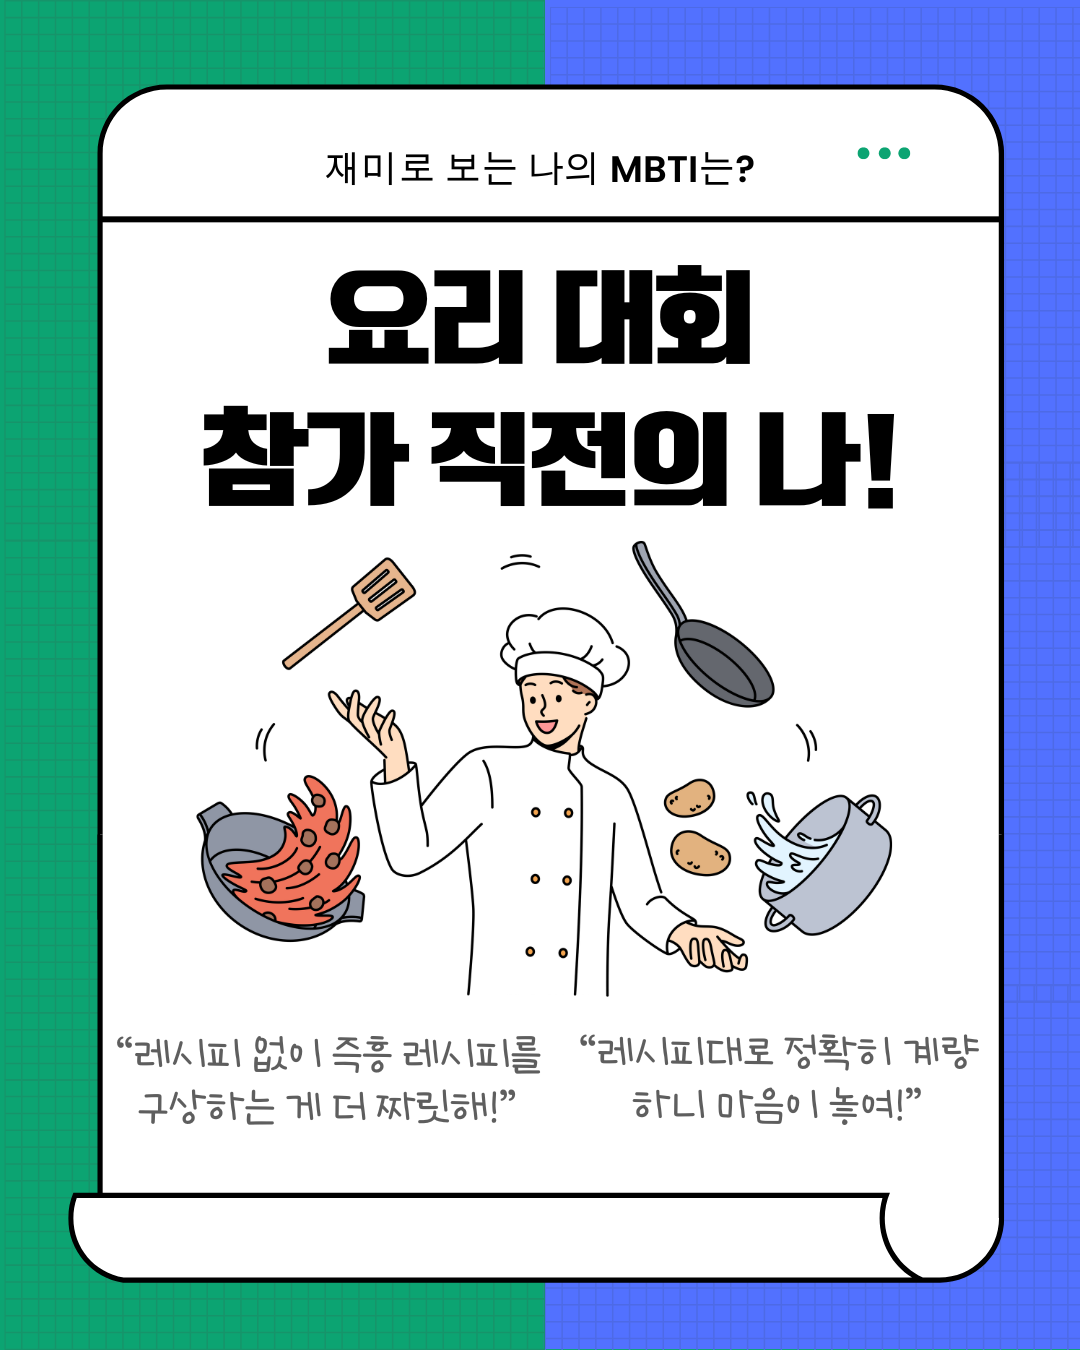 재미로 보는 나의 MBTI는?
요리 대회
참가 직전의 나!
“레시피 없이 즉흥 레시피를
구상하는 게 더 짜릿해!”
“레시피대로 정확히 계량
하니 마음이 놓여!”